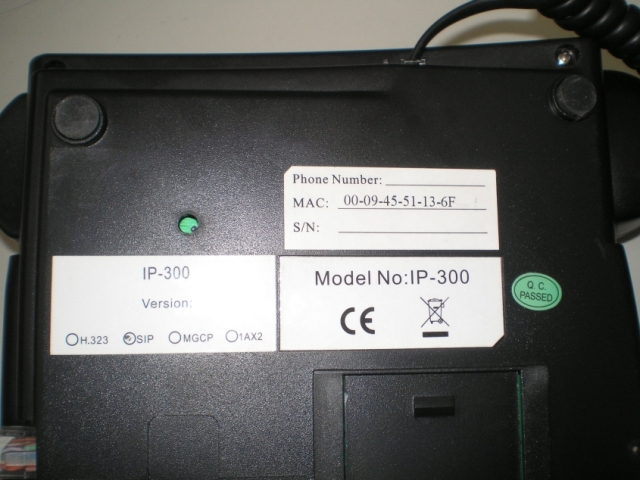 Phone Number:
MAC: 00-09-45-51-13-6F
S/N:
IP-300
Version:
H.323 SIP MGCP 1AX2
Model No:IP-300
CE
Q.C.
PASSED